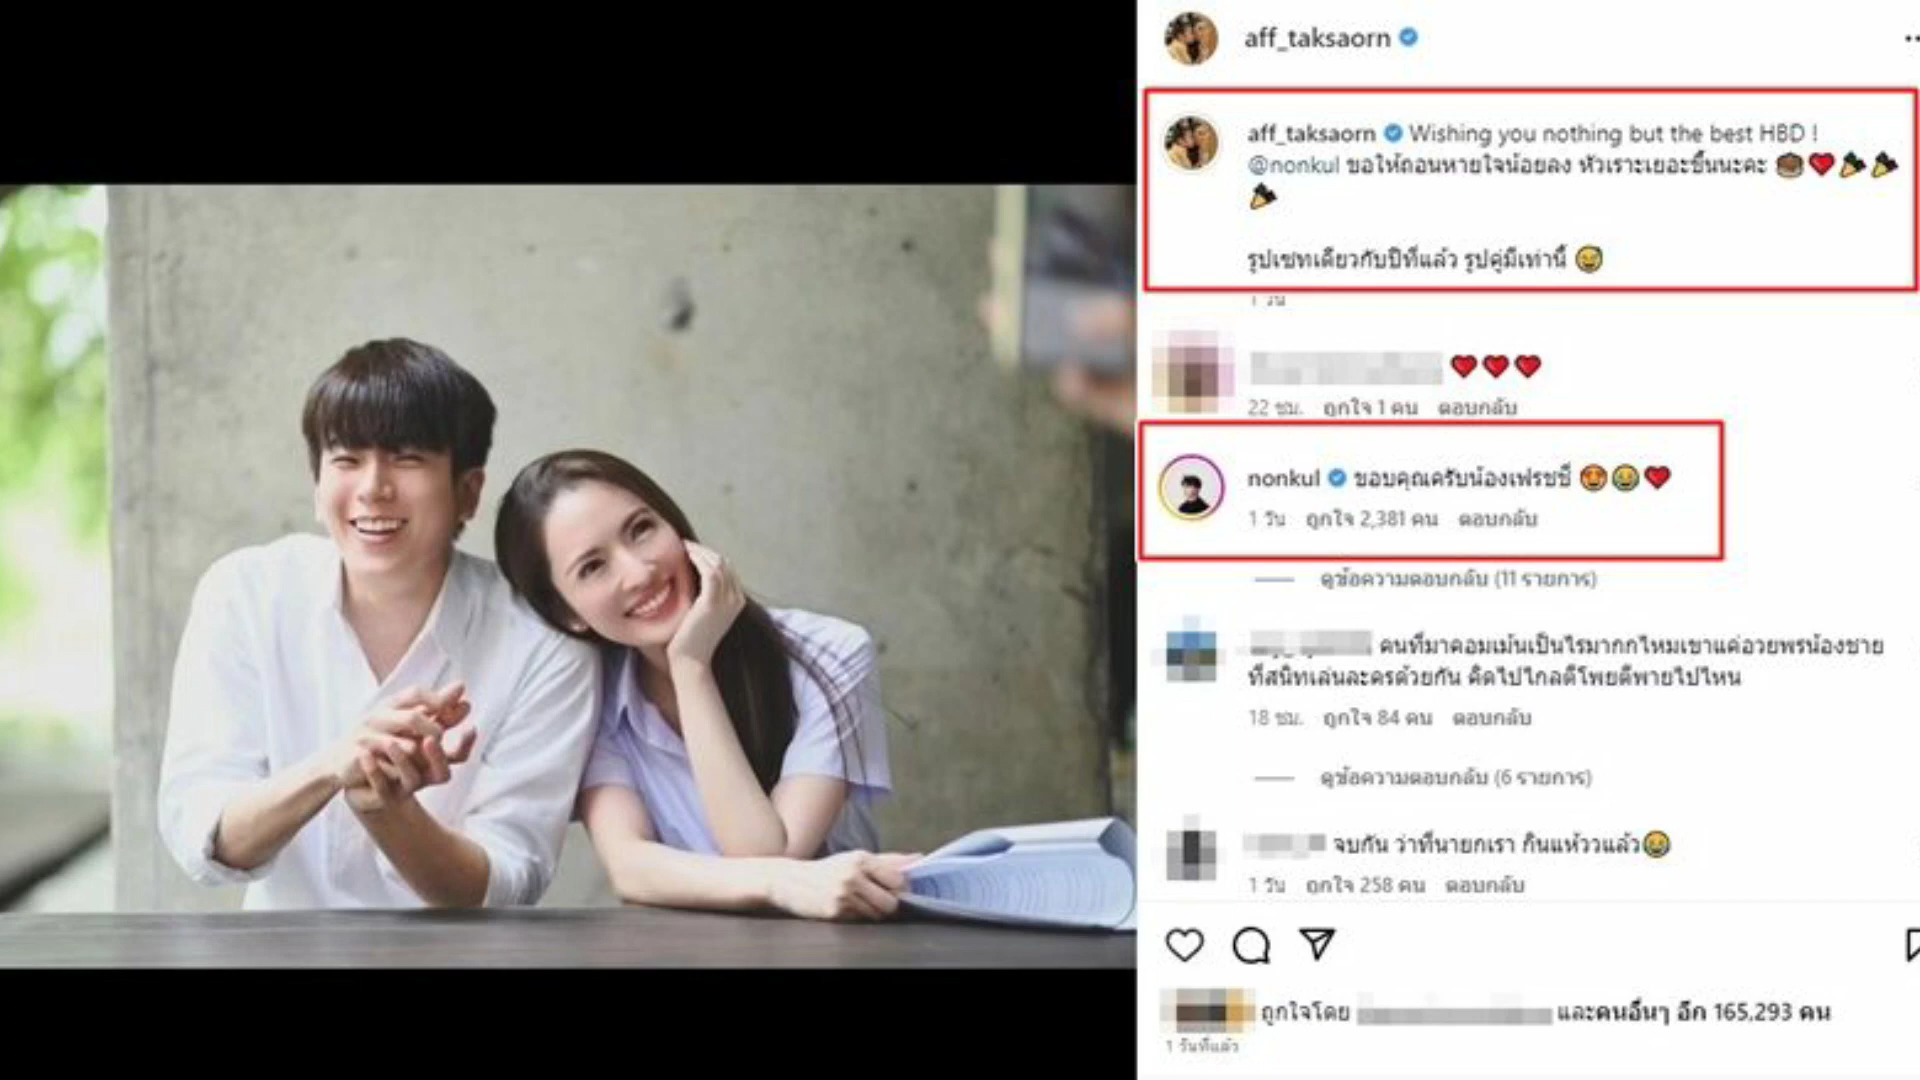 aff_taksaorn
aff_taksaorn Wishing you nothing but the best HBD !
@nonkul ขอให้ถอนหายใจน้อยลง หัวเราะเยอะขึ้นนะคะ 🎂❤️🎉🎉
🎉
รูปเซทเดียวกับปีที่แล้ว รูปคู่มีเท่านี้ 😅
1 วัน
❤️❤️❤️
22 ชม. ถูกใจ 1 คน ตอบกลับ
nonkul ขอบคุณครับน้องเฟรชชี่ 🤩😂❤️
1 วัน ถูกใจ 2,381 คน ตอบกลับ
ดูข้อความตอบกลับ (11 รายการ)
คนที่มาคอมเม้นเป็นไรมากกไหมเขาแค่อวยพรน้องชาย
ที่สนิทเล่นละครด้วยกัน คิดไปไกลตีโพยตีพายไปไหน
18 ชม. ถูกใจ 84 คน ตอบกลับ
ดูข้อความตอบกลับ (6 รายการ)
จบกัน ว่าที่นายกเรา กินแห้ววแล้ว😂
1 วัน ถูกใจ 258 คน ตอบกลับ
ถูกใจโดย และคนอื่นๆ อีก 165,293 คน
1 วันที่แล้ว